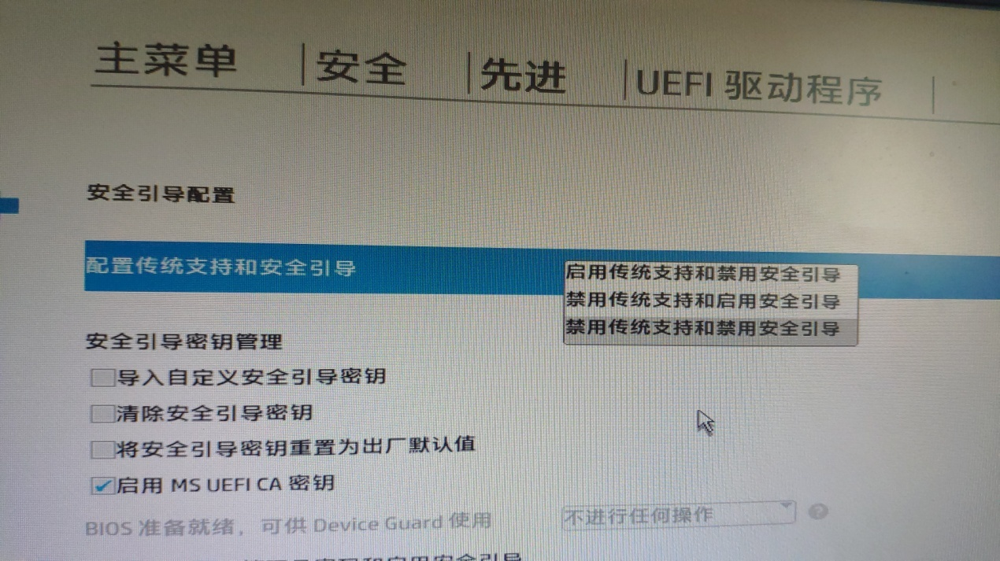 主菜单 安全 先进 UEFI 驱动程序
安全引导配置
配置传统支持和安全引导
启用传统支持和禁用安全引导
禁用传统支持和启用安全引导
禁用传统支持和禁用安全引导
安全引导密钥管理
导入自定义安全引导密钥
清除安全引导密钥
将安全引导密钥重置为出厂默认值
启用 MS UEFI CA 密钥
BIOS 准备就绪，可供 Device Guard 使用 不进行任何操作 ?